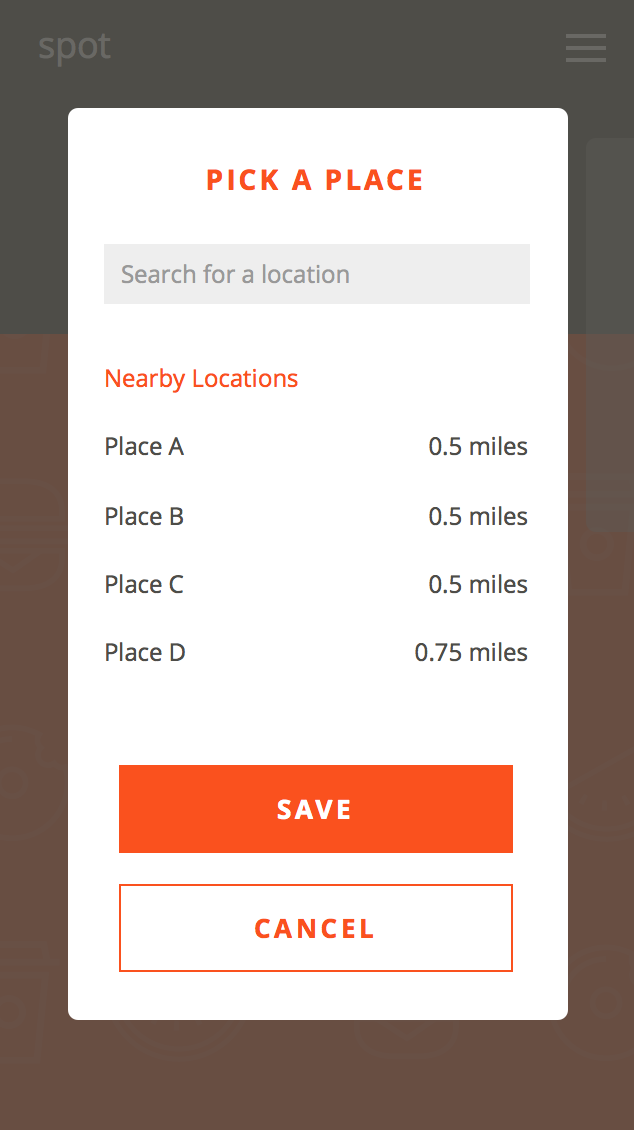 spot
PICK A PLACE
Search for a location
Nearby Locations
Place A 0.5 miles
Place B 0.5 miles
Place C 0.5 miles
Place D 0.75 miles
SAVE
CANCEL